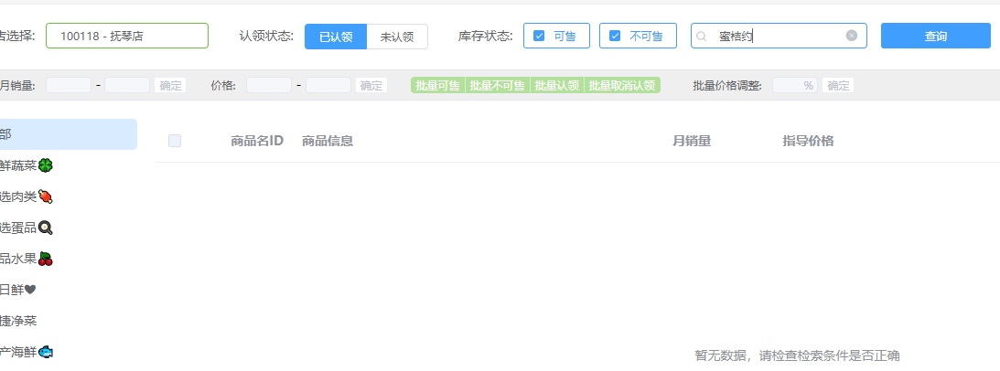 店选择: 100118 - 抚琴店 认领状态: 已认领 未认领 库存状态: 可售 不可售 蜜桔约 查询
月销量: - 确定 价格: - 确定 批量可售 批量不可售 批量认领 批量取消认领 批量价格调整: % 确定
部
商品名ID 商品信息 月销量 指导价格
鲜蔬菜
选肉类
选蛋品
品水果
日鲜
捷净菜
产海鲜
暂无数据，请检查检索条件是否正确